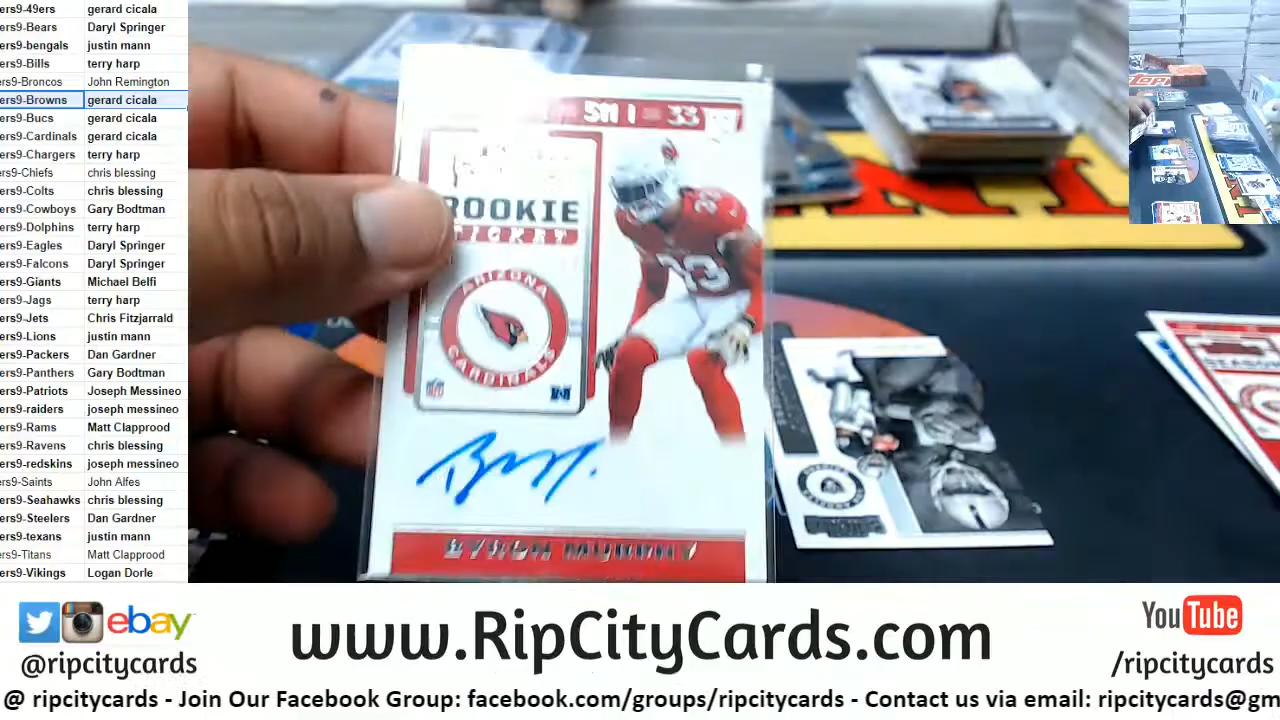 ers9-49ers gerard cicala
ers9-Bears Daryl Springer
ers9-bengals justin mann
ers9-Bills terry harp
ers9-Broncos John Remington
ers9-Browns gerard cicala
ers9-Bucs gerard cicala
ers9-Cardinals gerard cicala
ers9-Chargers terry harp
ers9-Chiefs chris blessing
ers9-Colts chris blessing
ers9-Cowboys Gary Bodtman
ers9-Dolphins terry harp
ers9-Eagles Daryl Springer
ers9-Falcons Daryl Springer
ers9-Giants Michael Belfi
ers9-Jags terry harp
ers9-Jets Chris Fitzjarrald
ers9-Lions justin mann
ers9-Packers Dan Gardner
ers9-Panthers Gary Bodtman
ers9-Patriots Joseph Messineo
ers9-raiders joseph messineo
ers9-Rams Matt Clapprood
ers9-Ravens chris blessing
ers9-redskins joseph messineo
ers9-Saints John Alfes
ers9-Seahawks chris blessing
ers9-Steelers Dan Gardner
ers9-texans justin mann
ers9-Titans Matt Clapprood
ers9-Vikings Logan Dorle
33
ROOKIE
TICKET
ARIZONA
CARDINALS
33
BYRON MURPHY
ebay
@ripcitycards
www.RipCityCards.com
YouTube
/ripcitycards
@ ripcitycards - Join Our Facebook Group: facebook.com/groups/ripcitycards - Contact us via email: ripcitycards@gm